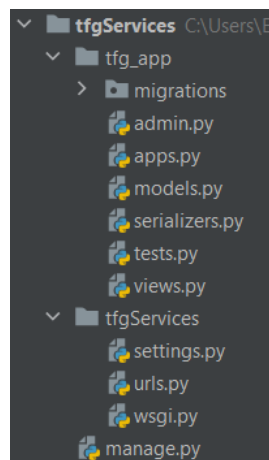 tfgServices C:\Users\E
tfg_app
migrations
admin.py
apps.py
models.py
serializers.py
tests.py
views.py
tfgServices
settings.py
urls.py
wsgi.py
manage.py